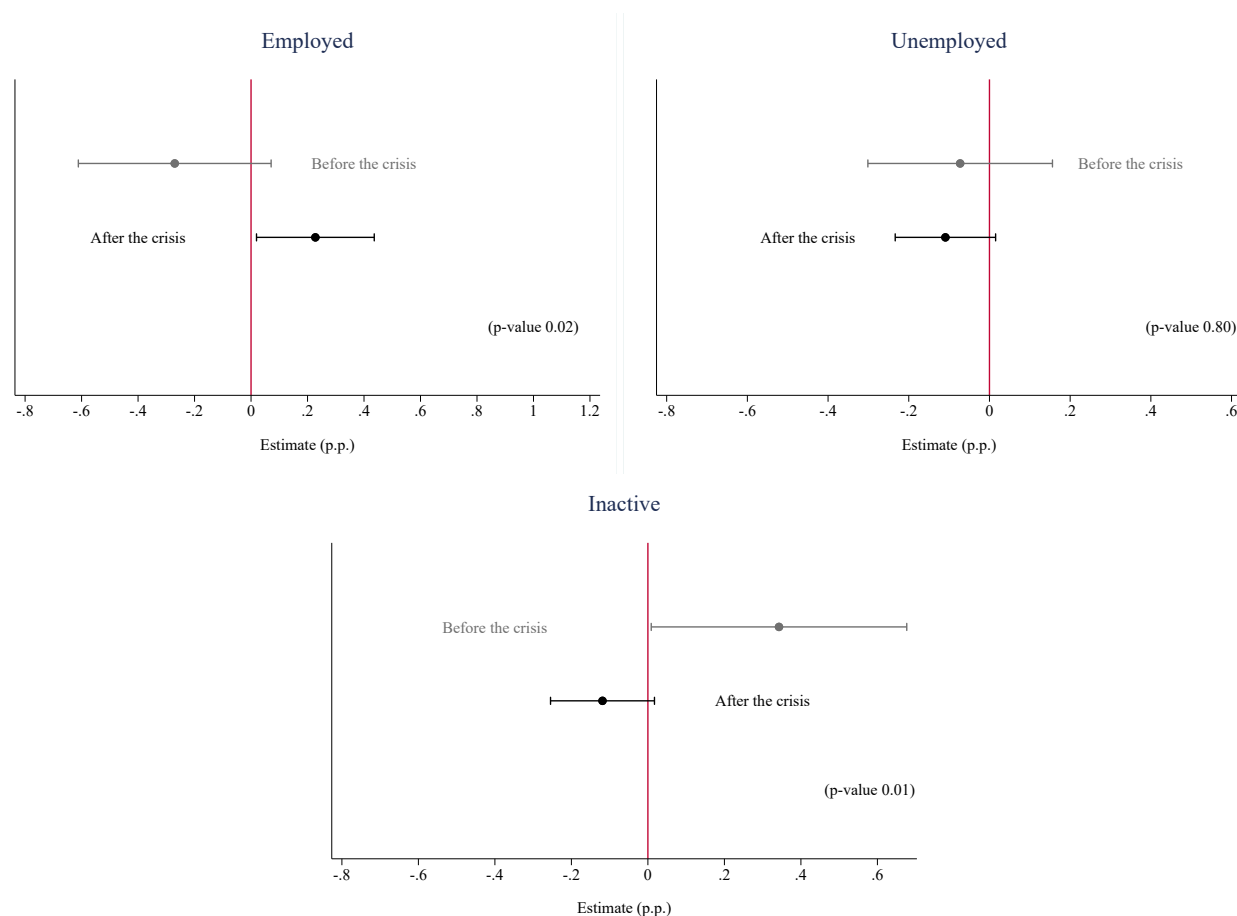 Employed
Before the crisis
After the crisis
(p-value 0.02)
-.8 -.6 -.4 -.2 0 .2 .4 .6 .8 1 1.2
Estimate (p.p.)
Unemployed
Before the crisis
After the crisis
(p-value 0.80)
-.8 -.6 -.4 -.2 0 .2 .4 .6
Estimate (p.p.)
Inactive
Before the crisis
After the crisis
(p-value 0.01)
-.8 -.6 -.4 -.2 0 .2 .4 .6
Estimate (p.p.)